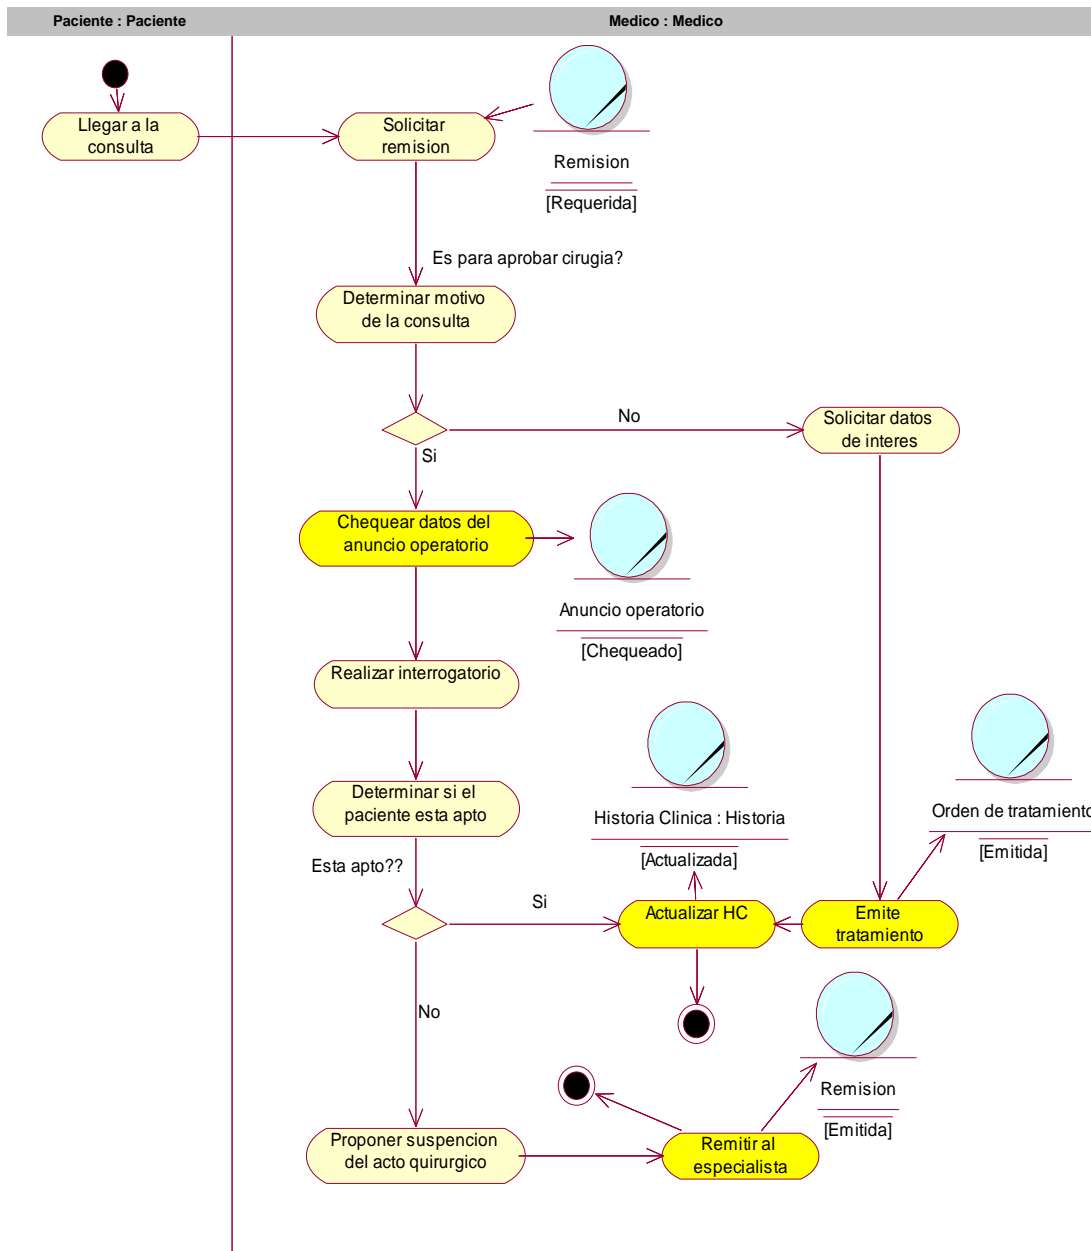 Paciente : Paciente
Medico : Medico
Llegar a la
consulta
Solicitar
remision
Remision
[Requerida]
Es para aprobar cirugia?
Determinar motivo
de la consulta
No
Solicitar datos
de interes
Si
Chequear datos del
anuncio operatorio
Anuncio operatorio
[Chequeado]
Realizar interrogatorio
Determinar si el
paciente esta apto
Historia Clinica : Historia
[Actualizada]
Orden de tratamiento
[Emitida]
Esta apto??
Si
Actualizar HC
Emite
tratamiento
No
Remision
[Emitida]
Proponer suspencion
del acto quirurgico
Remitir al
especialista